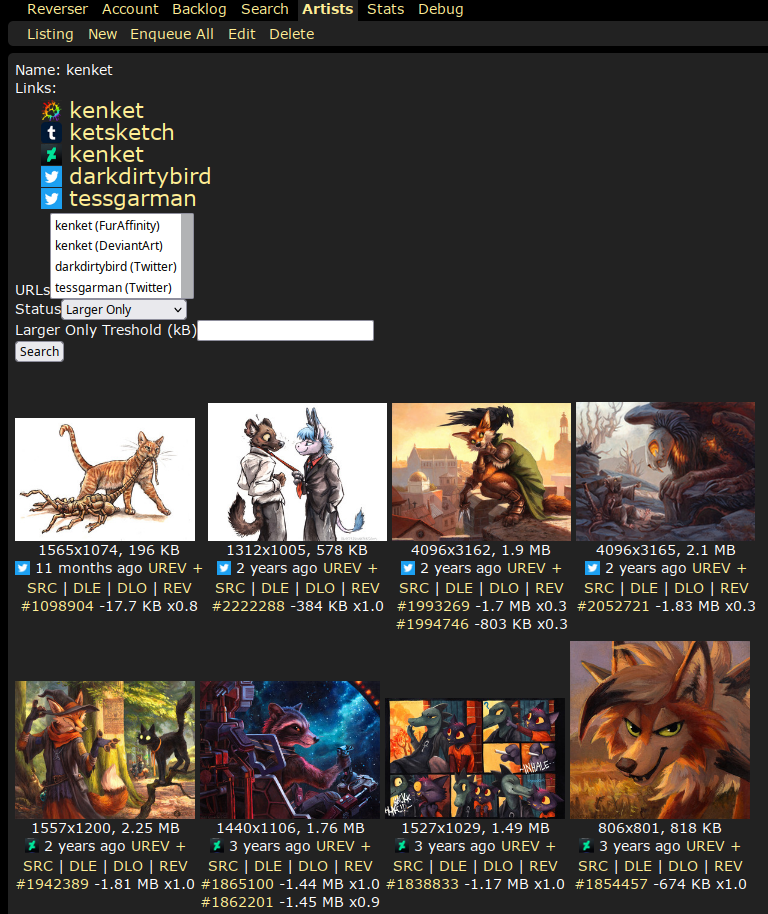 Reverser Account Backlog Search Artists Stats Debug
Listing New Enqueue All Edit Delete
Name: kenket
Links:
kenket
t ketsketch
kenket
darkdirtybird
tessgarman
kenket (FurAffinity)
kenket (DeviantArt)
darkdirtybird (Twitter)
tessgarman (Twitter)
URLs
Status Larger Only
Larger Only Treshold (kB)
Search
1565x1074, 196 KB 1312x1005, 578 KB 4096x3162, 1.9 MB 4096x3165, 2.1 MB
11 months ago UREV + 2 years ago UREV + 2 years ago UREV + 2 years ago UREV +
SRC | DLE | DLO | REV SRC | DLE | DLO | REV SRC | DLE | DLO | REV SRC | DLE | DLO | REV
#1098904 -17.7 KB x0.8 #2222288 -384 KB x1.0 #1993269 -1.7 MB x0.3 #2052721 -1.83 MB x0.3
#1994746 -803 KB x0.3
-INHALE-
1557x1200, 2.25 MB 1440x1106, 1.76 MB 1527x1029, 1.49 MB 806x801, 818 KB
2 years ago UREV + 3 years ago UREV + 3 years ago UREV + 3 years ago UREV +
SRC | DLE | DLO | REV SRC | DLE | DLO | REV SRC | DLE | DLO | REV SRC | DLE | DLO | REV
#1942389 -1.81 MB x1.0 #1865100 -1.44 MB x1.0 #1838833 -1.17 MB x1.0 #1854457 -674 KB x1.0
#1862201 -1.45 MB x0.9